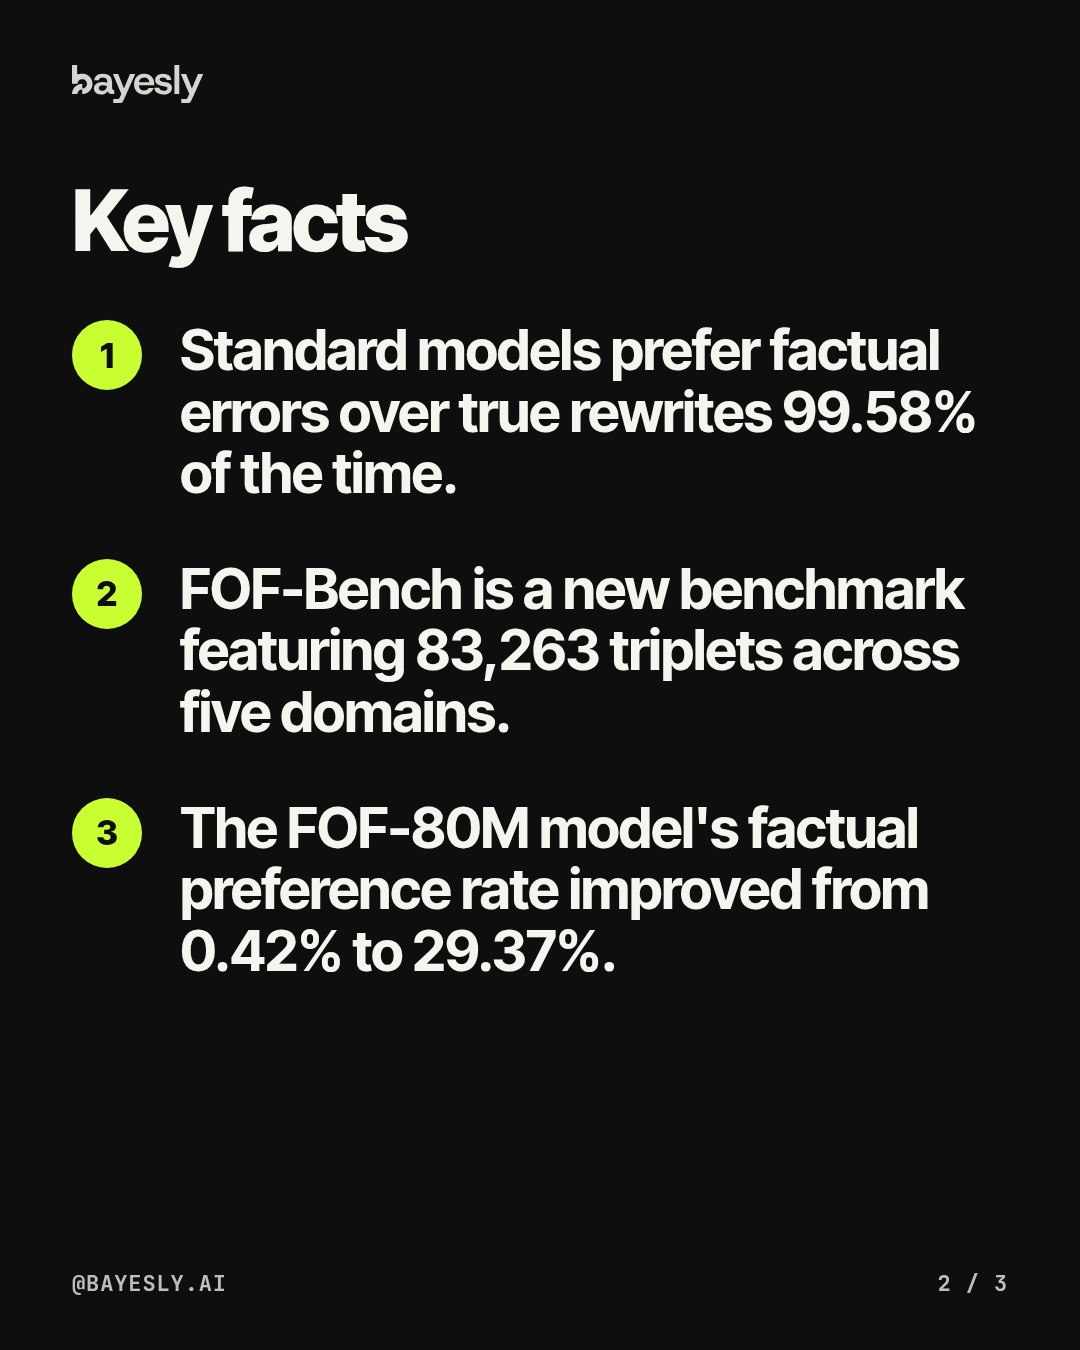 bayesly
Key facts
1
Standard models prefer factual
errors over true rewrites 99.58%
of the time.
2
FOF-Bench is a new benchmark
featuring 83,263 triplets across
five domains.
3
The FOF-80M model's factual
preference rate improved from
0.42% to 29.37%.
@BAYESLY.AI
2 / 3